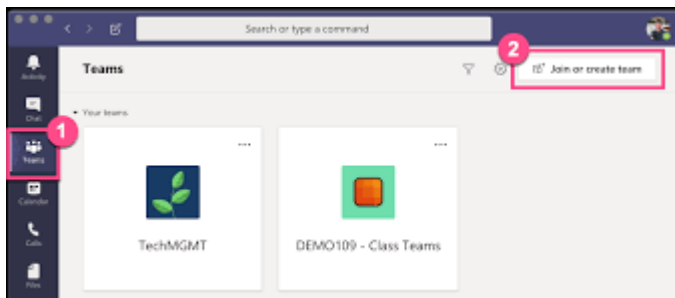 Search or type a command
2
Activity
Teams
Join or create team
Chat
Your teams
1
Teams
Calendar
Calls
TechMGMT
DEMO109 - Class Teams
Files